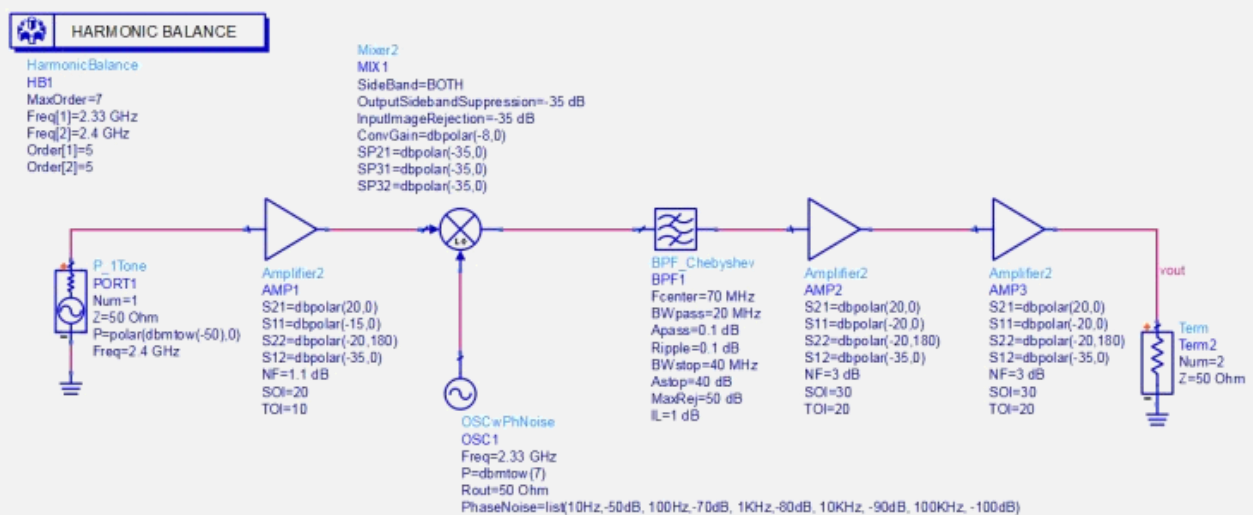 HARMONIC BALANCE
HarmonicBalance
HB1
MaxOrder=7
Freq[1]=2.33 GHz
Freq[2]=2.4 GHz
Order[1]=5
Order[2]=5
Mixer2
MIX1
SideBand=BOTH
OutputSidebandSuppression=-35 dB
InputImageRejection=-35 dB
ConvGain=dbpolar(-8,0)
SP21=dbpolar(-35,0)
SP31=dbpolar(-35,0)
SP32=dbpolar(-35,0)
P_1Tone
PORT1
Num=1
Z=50 Ohm
P=polar(dbmtow(-50),0)
Freq=2.4 GHz
Amplifier2
AMP1
S21=dbpolar(20,0)
S11=dbpolar(-15,0)
S22=dbpolar(-20,180)
S12=dbpolar(-35,0)
NF=1.1 dB
SOI=20
TOI=10
OSCwPhNoise
OSC1
Freq=2.33 GHz
P=dbmtow(7)
Rout=50 Ohm
PhaseNoise=list(10Hz,-50dB, 100Hz,-70dB, 1KHz,-80dB, 10KHz, -90dB, 100KHz, -100dB)
BPF_Chebyshev
BPF1
Fcenter=70 MHz
BWpass=20 MHz
Apass=0.1 dB
Ripple=0.1 dB
BWstop=40 MHz
Astop=40 dB
MaxRej=50 dB
IL=1 dB
Amplifier2
AMP2
S21=dbpolar(20,0)
S11=dbpolar(-20,0)
S22=dbpolar(-20,180)
S12=dbpolar(-35,0)
NF=3 dB
SOI=30
TOI=20
Amplifier2
AMP3
S21=dbpolar(20,0)
S11=dbpolar(-20,0)
S22=dbpolar(-20,180)
S12=dbpolar(-35,0)
NF=3 dB
SOI=30
TOI=20
vout
Term
Term2
Num=2
Z=50 Ohm